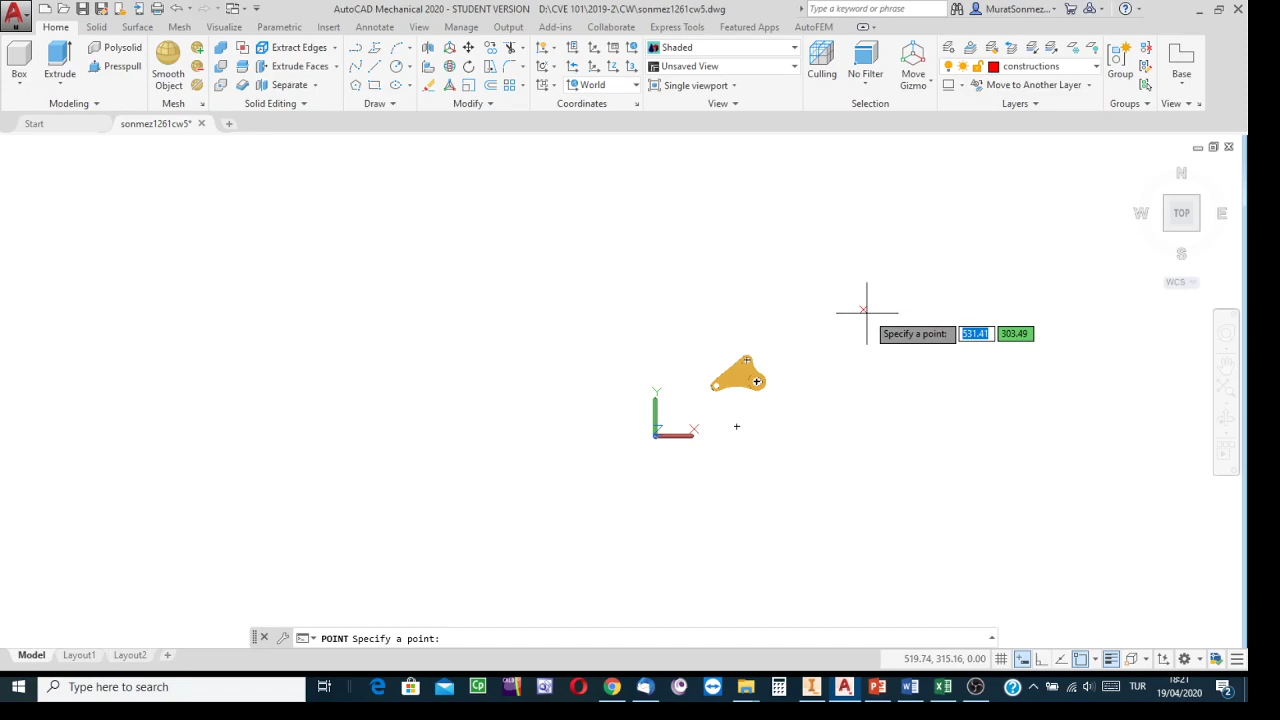 AutoCAD Mechanical 2020 - STUDENT VERSION D:\CVE 101\2019-2\CW\sonmez1261cw5.dwg
Type a keyword or phrase
MuratSonmez...
Home Solid Surface Mesh Visualize Parametric Insert Annotate View Manage Output Add-ins Collaborate Express Tools Featured Apps AutoFEM
Polysolid
Extract Edges
Shaded
Presspull
Extrude Faces
Unsaved View
constructions
Box Extrude
Smooth Object
Separate
World
Single viewport
Culling No Filter
Move Gizmo
Move to Another Layer
Group
Base
Modeling Mesh Solid Editing Draw Modify Coordinates View Selection Layers Groups View
Start sonmez1261cw5*
N
W TOP E
S
WCS
X
Specify a point: 531.41 303.49
Y
Z X
POINT Specify a point:
Model Layout1 Layout2
519.74, 315.16, 0.00
Type here to search
TUR
18:21
19/04/2020
2